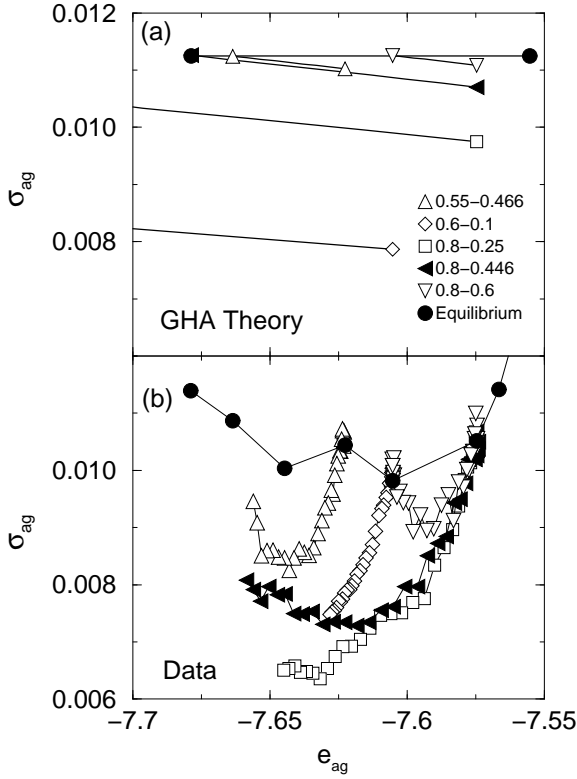 (a)
0.012
0.010
0.008
σag
0.55−0.466
0.6−0.1
0.8−0.25
0.8−0.446
0.8−0.6
Equilibrium
GHA Theory
(b)
0.010
0.008
0.006
σag
Data
−7.7
−7.65
−7.6
−7.55
eag